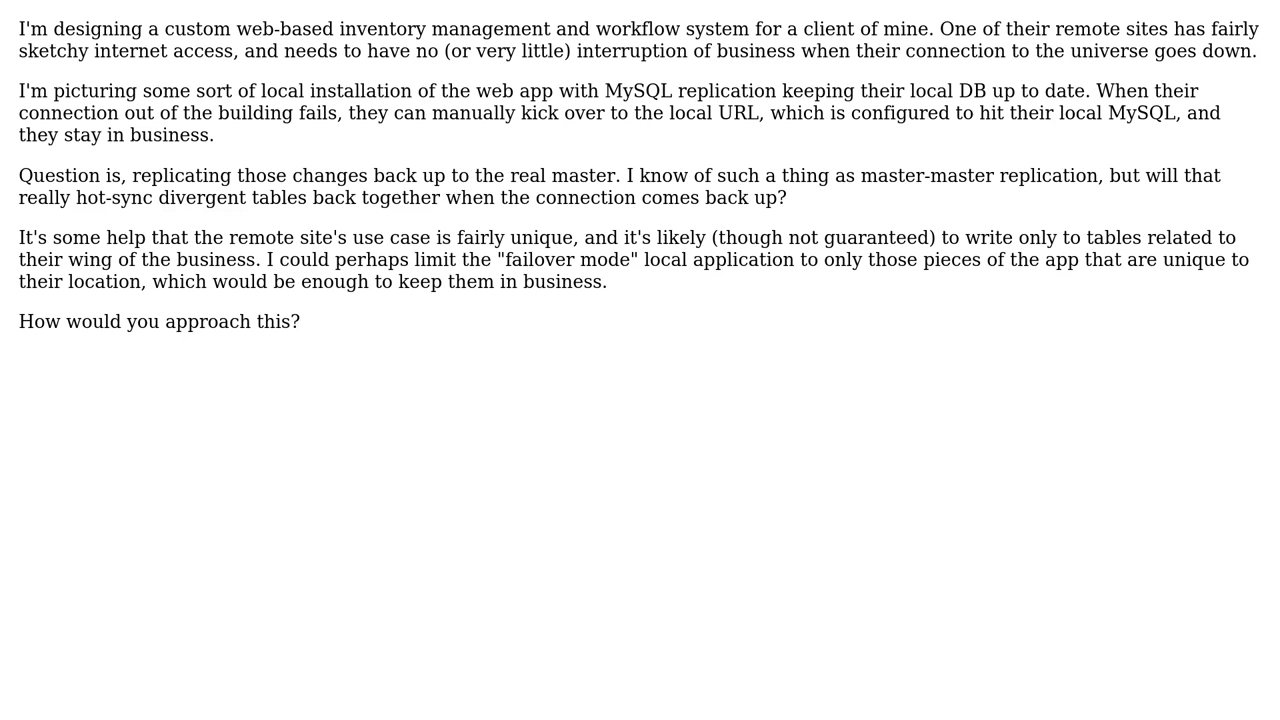 I'm designing a custom web-based inventory management and workflow system for a client of mine. One of their remote sites has fairly
sketchy internet access, and needs to have no (or very little) interruption of business when their connection to the universe goes down.
I'm picturing some sort of local installation of the web app with MySQL replication keeping their local DB up to date. When their
connection out of the building fails, they can manually kick over to the local URL, which is configured to hit their local MySQL, and
they stay in business.
Question is, replicating those changes back up to the real master. I know of such a thing as master-master replication, but will that
really hot-sync divergent tables back together when the connection comes back up?
It's some help that the remote site's use case is fairly unique, and it's likely (though not guaranteed) to write only to tables related to
their wing of the business. I could perhaps limit the "failover mode" local application to only those pieces of the app that are unique to
their location, which would be enough to keep them in business.
How would you approach this?